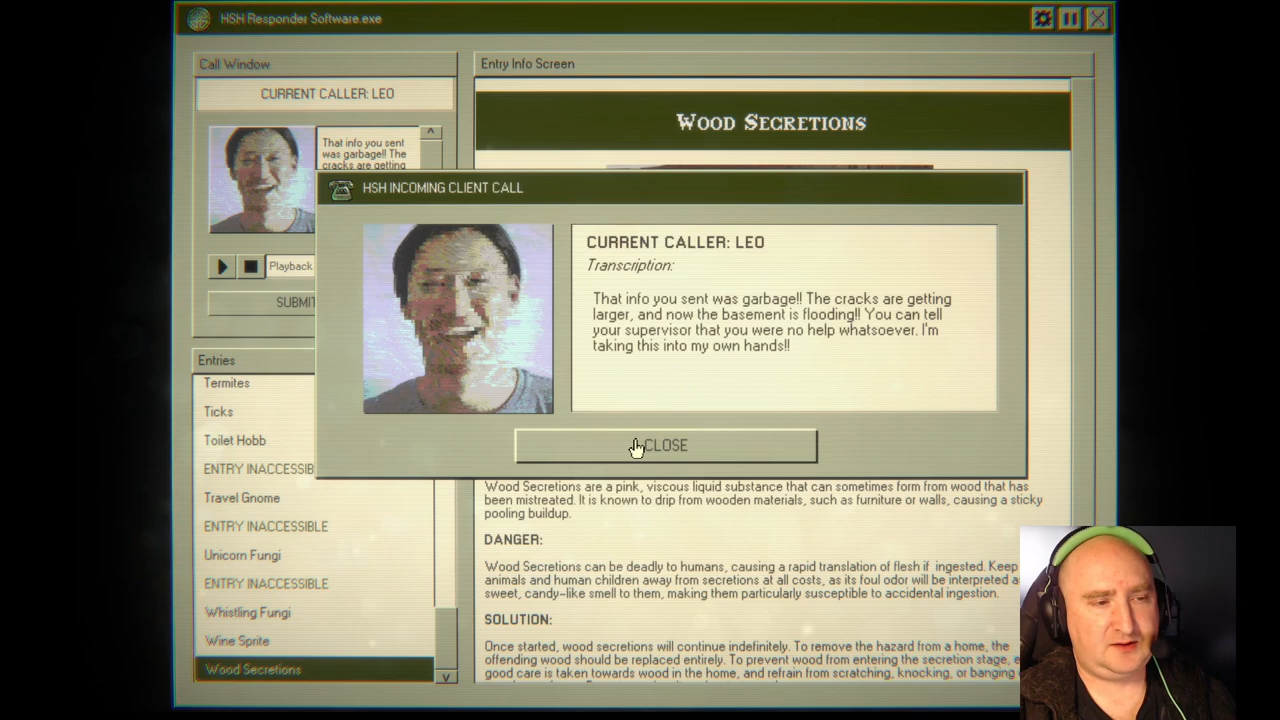 HSH Responder Software.exe
Call Window
Entry Info Screen
CURRENT CALLER: LEO
WOOD SECRETIONS
That info you sent
was garbage!! The
cracks are getting
HSH INCOMING CLIENT CALL
CURRENT CALLER: LEO
Transcription:
That info you sent was garbage!! The cracks are getting
larger, and now the basement is flooding!! You can tell
your supervisor that you were no help whatsoever. I'm
taking this into my own hands!!
CLOSE
Playback
SUBMIT
Entries
Termites
Ticks
Toilet Hobb
ENTRY INACCESSIB
Travel Gnome
ENTRY INACCESSIBLE
Unicorn Fungi
ENTRY INACCESSIBLE
Whistling Fungi
Wine Sprite
Wood Secretions
Wood Secretions are a pink, viscous liquid substance that can sometimes form from wood that has
been mistreated. It is known to drip from wooden materials, such as furniture or walls, causing a sticky
pooling buildup.
DANGER:
Wood Secretions can be deadly to humans, causing a rapid translation of flesh if ingested. Keep
animals and human children away from secretions at all costs, as its foul odor will be interpreted a
sweet, candy-like smell to them, making them particularly susceptible to accidental ingestion.
SOLUTION:
Once started, wood secretions will continue indefinitely. To remove the hazard from a home, the
offending wood should be replaced entirely. To prevent wood from entering the secretion stage, e
good care is taken towards wood in the home, and refrain from scratching, knocking, or banging